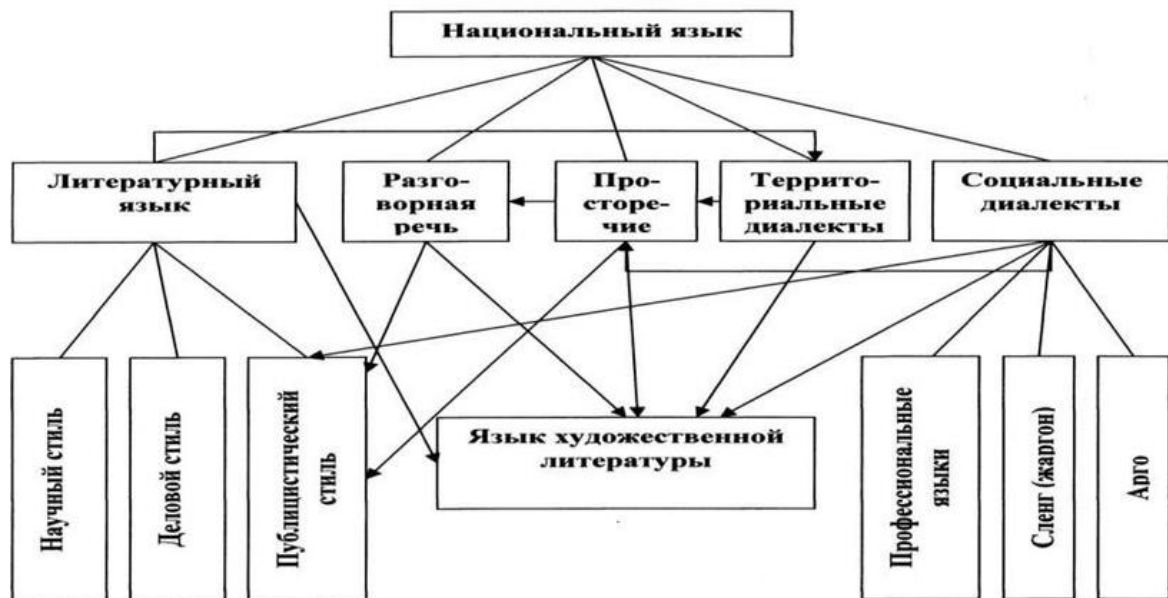 Национальный язык
Литературный
язык
Разго-
ворная
речь
Про-
сторе-
чие
Террито-
риальные
диалекты
Социальные
диалекты
Научный стиль
Деловой стиль
Публицистический
стиль
Язык художественной
литературы
Профессиональные
языки
Сленг (жаргон)
Арго